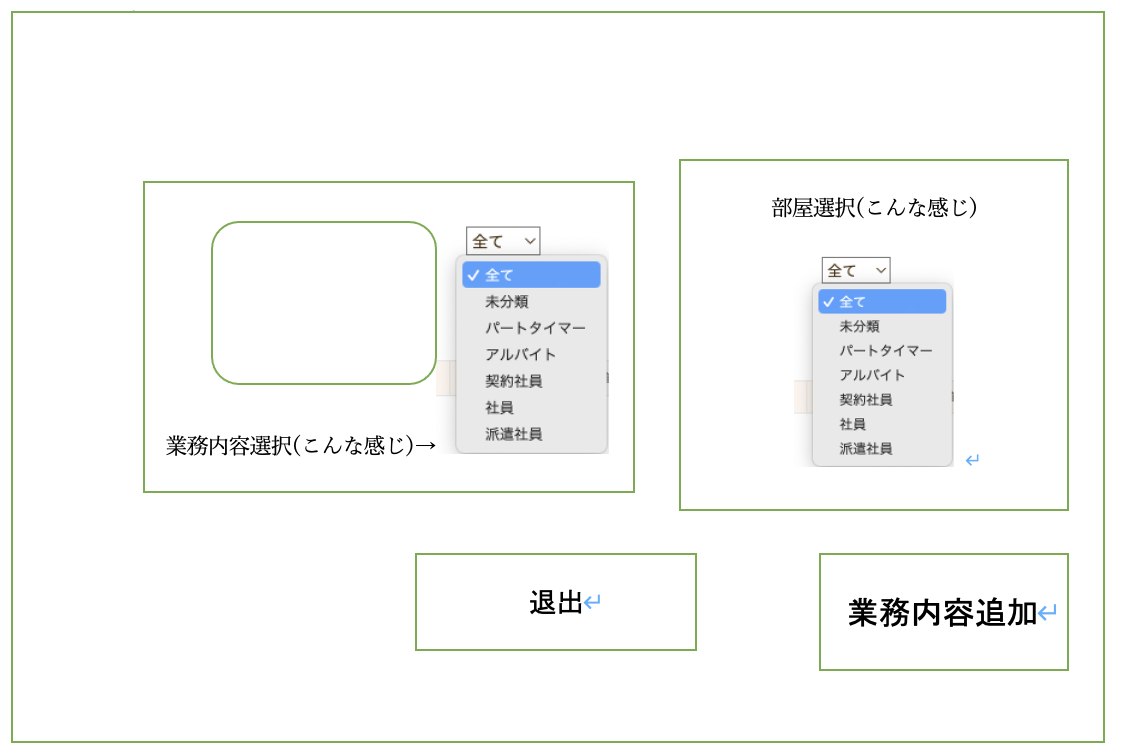 全て
✓ 全て
未分類
パートタイマー
アルバイト
契約社員
社員
派遣社員
業務内容選択(こんな感じ)→
部屋選択(こんな感じ)
全て
✓ 全て
未分類
パートタイマー
アルバイト
契約社員
社員
派遣社員
退出
業務内容追加